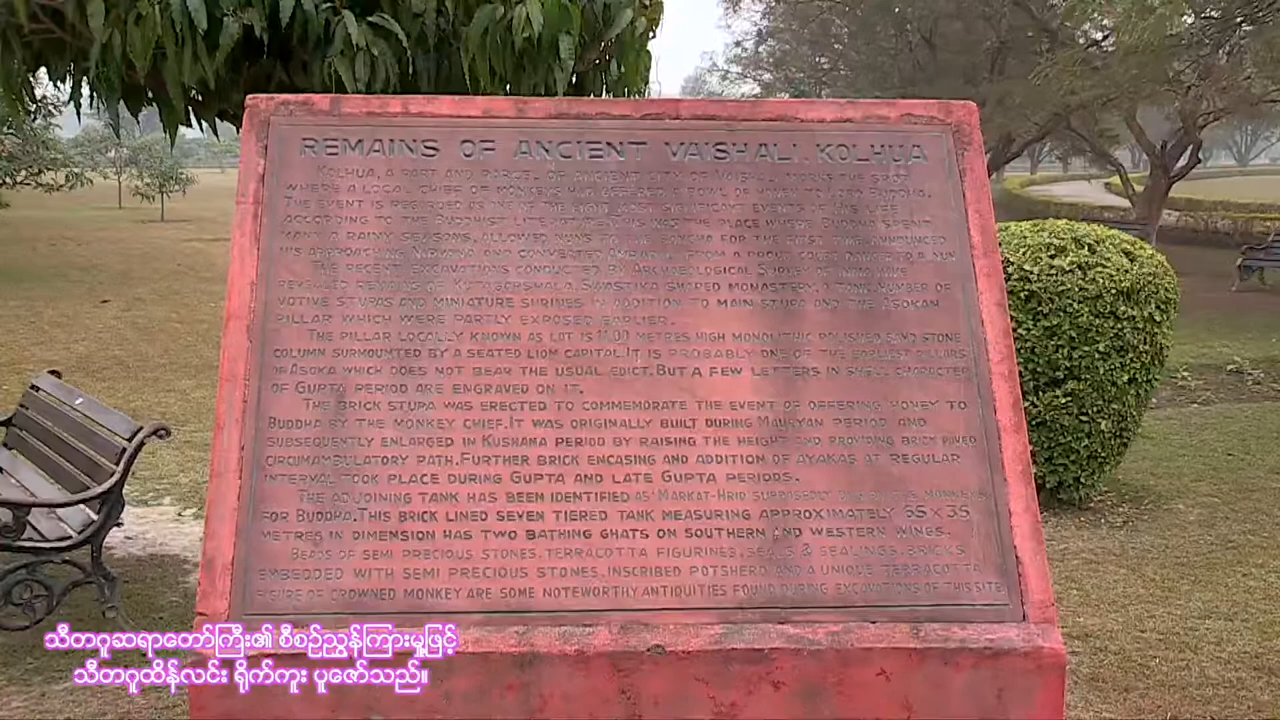 REMAINS OF ANCIENT VAISHALI. KOLHUA
KOLHUA, A PART AND PARCEL OF ANCIENT CITY OF VAISHALI MARKS THE SPOT
WHERE A LOCAL CHIEF OF MONKEYS HAD OFFERED A BOWL OF HONEY TO LORD BUDDHA.
THE EVENT IS REGARDED AS ONE OF THE EIGHT MOST SIGNIFICANT EVENTS OF HIS LIFE
ACCORDING TO THE BUDDHIST LITERATURE THIS WAS THE PLACE WHERE BUDDHA SPENT
MANY A RAINY SEASONS, ALLOWED NUNS TO THE SANGHA FOR THE FIRST TIME, ANNOUNCED
HIS APPROACHING NIRVANA AND CONVERTED AMRAPALI FROM A PROUD COURT DANCER TO A NUN
THE RECENT EXCAVATIONS CONDUCTED BY ARCHAEOLOGICAL SURVEY OF INDIA HAVE
REVEALED REMAINS OF KUTAGARSHALA, SWASTIKA SHAPED MONASTERY, A TANK, NUMBER OF
VOTIVE STUPAS AND MINIATURE SHRINES IN ADDITION TO MAIN STUPA AND THE ASOKAN
PILLAR WHICH WERE PARTLY EXPOSED EARLIER.
THE PILLAR LOCALLY KNOWN AS LAT IS 11.00 METRES HIGH MONOLITHIC POLISHED SAND STONE
COLUMN SURMOUNTED BY A SEATED LION CAPITAL. IT IS PROBABLY ONE OF THE EARLIEST PILLARS
OF ASOKA WHICH DOES NOT BEAR THE USUAL EDICT. BUT A FEW LETTERS IN SHELL CHARACTER
OF GUPTA PERIOD ARE ENGRAVED ON IT.
THE BRICK STUPA WAS ERECTED TO COMMEMORATE THE EVENT OF OFFERING HONEY TO
BUDDHA BY THE MONKEY CHIEF. IT WAS ORIGINALLY BUILT DURING MAURYAN PERIOD AND
SUBSEQUENTLY ENLARGED IN KUSHANA PERIOD BY RAISING THE HEIGHT AND PROVIDING BRICK PAVED
CIRCUMAMBULATORY PATH. FURTHER BRICK ENCASING AND ADDITION OF AYAKAS AT REGULAR
INTERVAL TOOK PLACE DURING GUPTA AND LATE GUPTA PERIODS.
THE ADJOINING TANK HAS BEEN IDENTIFIED AS MARKAT-HRID SUPPOSEDLY THE MONKEYS
FOR BUDDHA. THIS BRICK LINED SEVEN TIERED TANK MEASURING APPROXIMATELY 65 × 35
METRES IN DIMENSION HAS TWO BATHING GHATS ON SOUTHERN AND WESTERN WINGS.
BEADS OF SEMI PRECIOUS STONES, TERRACOTTA FIGURINES, SEALS & SEALINGS, BRICKS
EMBEDDED WITH SEMI PRECIOUS STONES, INSCRIBED POTSHERD AND A UNIQUE TERRACOTTA
FIGURE OF CROWNED MONKEY ARE SOME NOTEWORTHY ANTIQUITIES FOUND DURING EXCAVATIONS OF THIS SITE
သီတဂူဆရာတော်ကြီး၏ စီစဉ်ညွှန်ကြားမှုဖြင့်
သီတဂူထိန်လင်း ရိုက်ကူး ပူဇော်သည်။